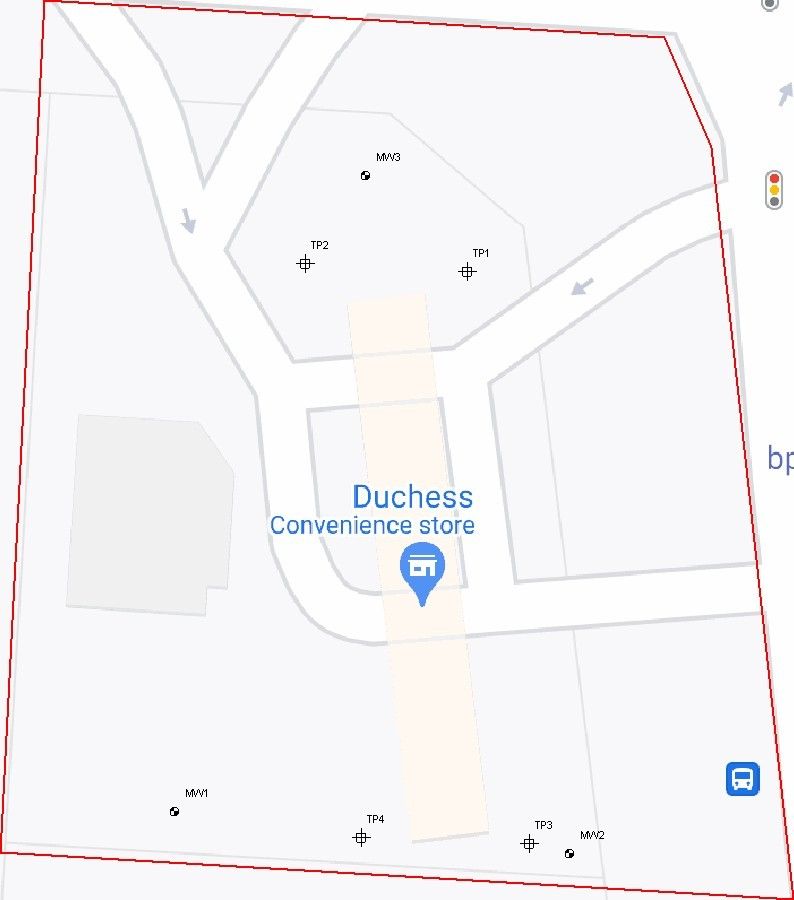 MW3
TP2
TP1
bp
Duchess
Convenience store
MW1
TP4
TP3
MW2